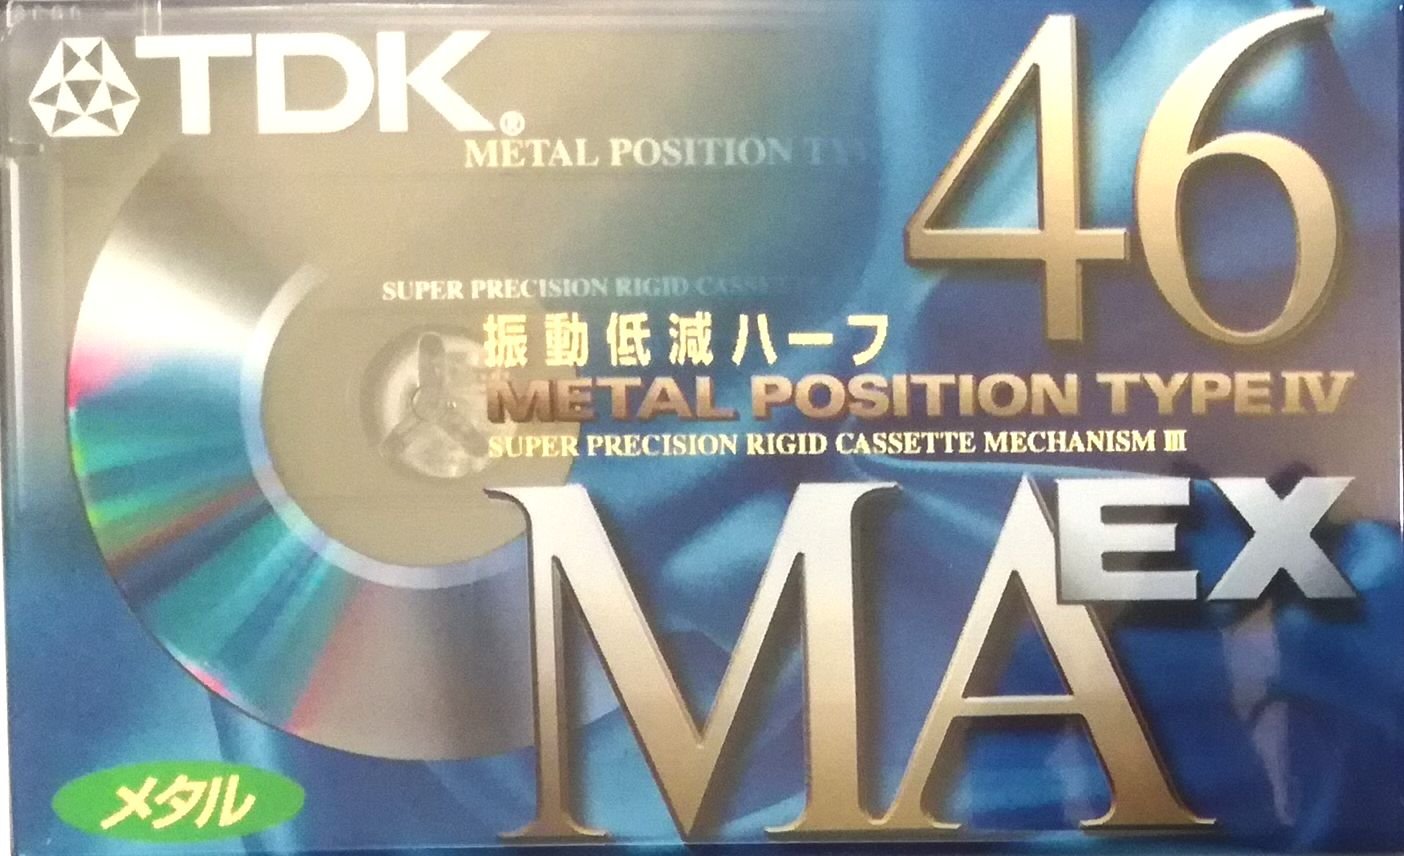 TDK®
46
METAL POSITION TY
SUPER PRECISION RIGID CASSE
振動低減ハーフ
METAL POSITION TYPE IV
SUPER PRECISION RIGID CASSETTE MECHANISM III
MA EX
メタル